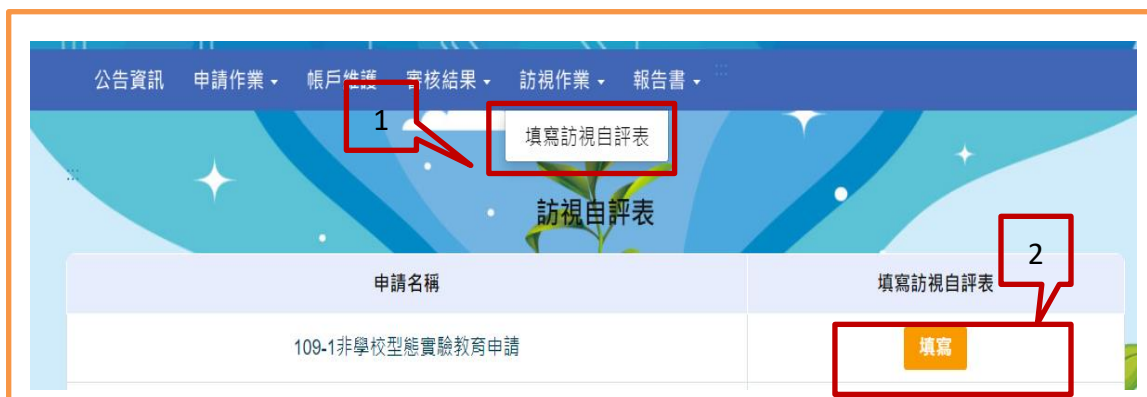 公告資訊 申請作業 帳戶維護 審核結果 訪視作業 報告書
1
填寫訪視自評表
訪視自評表
2
申請名稱 填寫訪視自評表
109-1非學校型態實驗教育申請 填寫